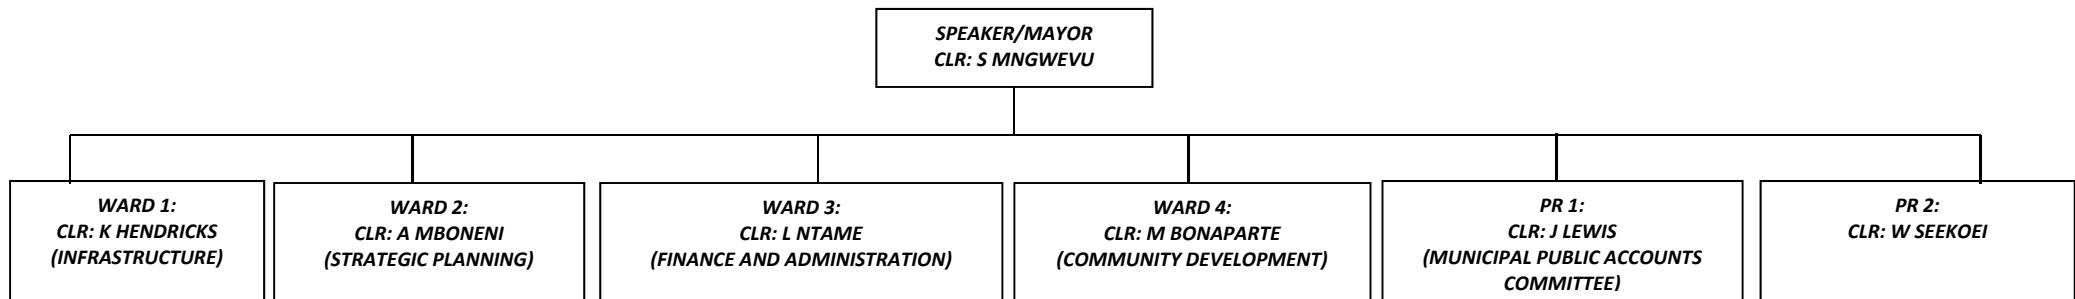 SPEAKER/MAYOR
CLR: S MNGWEVU
WARD 1:
CLR: K HENDRICKS
(INFRASTRUCTURE)
WARD 2:
CLR: A MBONENI
(STRATEGIC PLANNING)
WARD 3:
CLR: L NTAME
(FINANCE AND ADMINISTRATION)
WARD 4:
CLR: M BONAPARTE
(COMMUNITY DEVELOPMENT)
PR 1:
CLR: J LEWIS
(MUNICIPAL PUBLIC ACCOUNTS
COMMITTEE)
PR 2:
CLR: W SEEKOEI